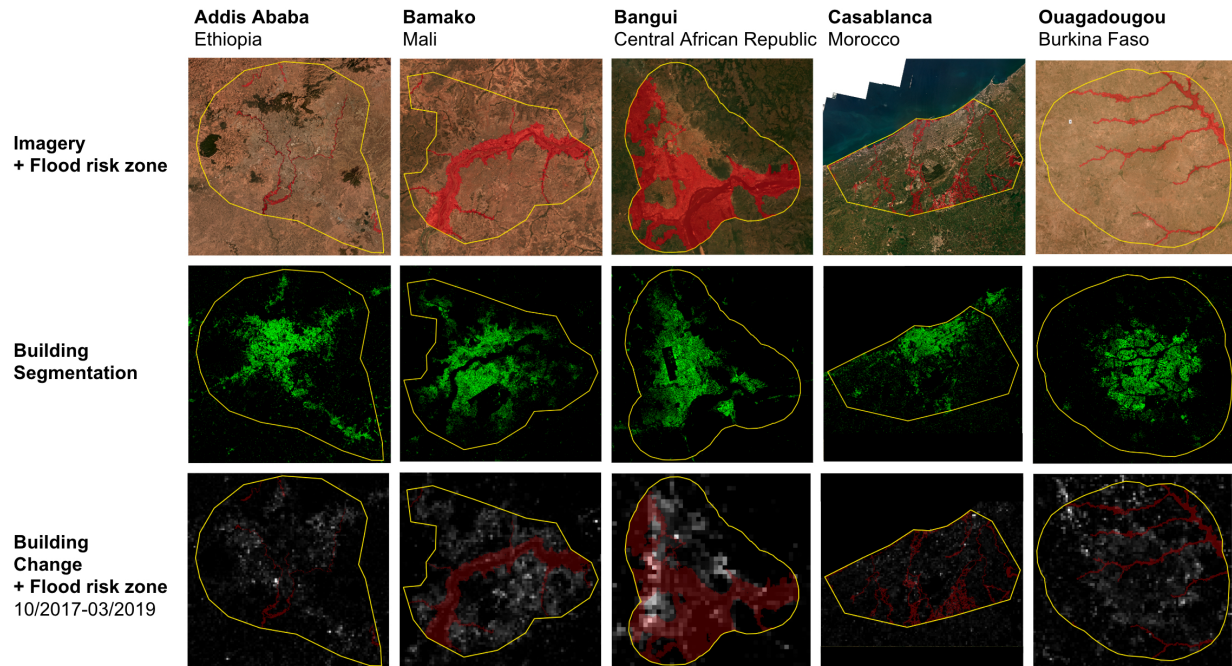 Addis Ababa
Ethiopia
Bamako
Mali
Bangui
Central African Republic
Casablanca
Morocco
Ouagadougou
Burkina Faso
Imagery
+ Flood risk zone
Building
Segmentation
Building
Change
+ Flood risk zone
10/2017-03/2019